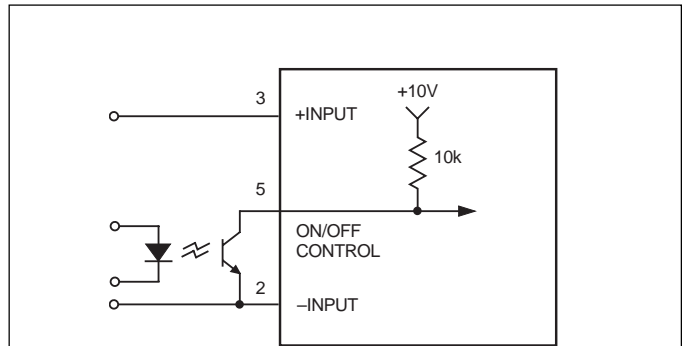 +10V
3
+INPUT
10k
5
ON/OFF
CONTROL
2
–INPUT